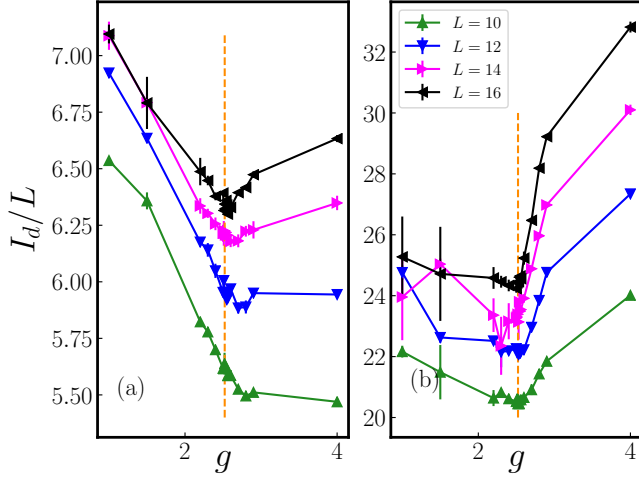 I_d/L
7.00
6.75
6.50
6.25
6.00
5.75
5.50
(a)
2
4
g
32
30
28
26
24
22
20
L = 10
L = 12
L = 14
L = 16
(b)
2
4
g